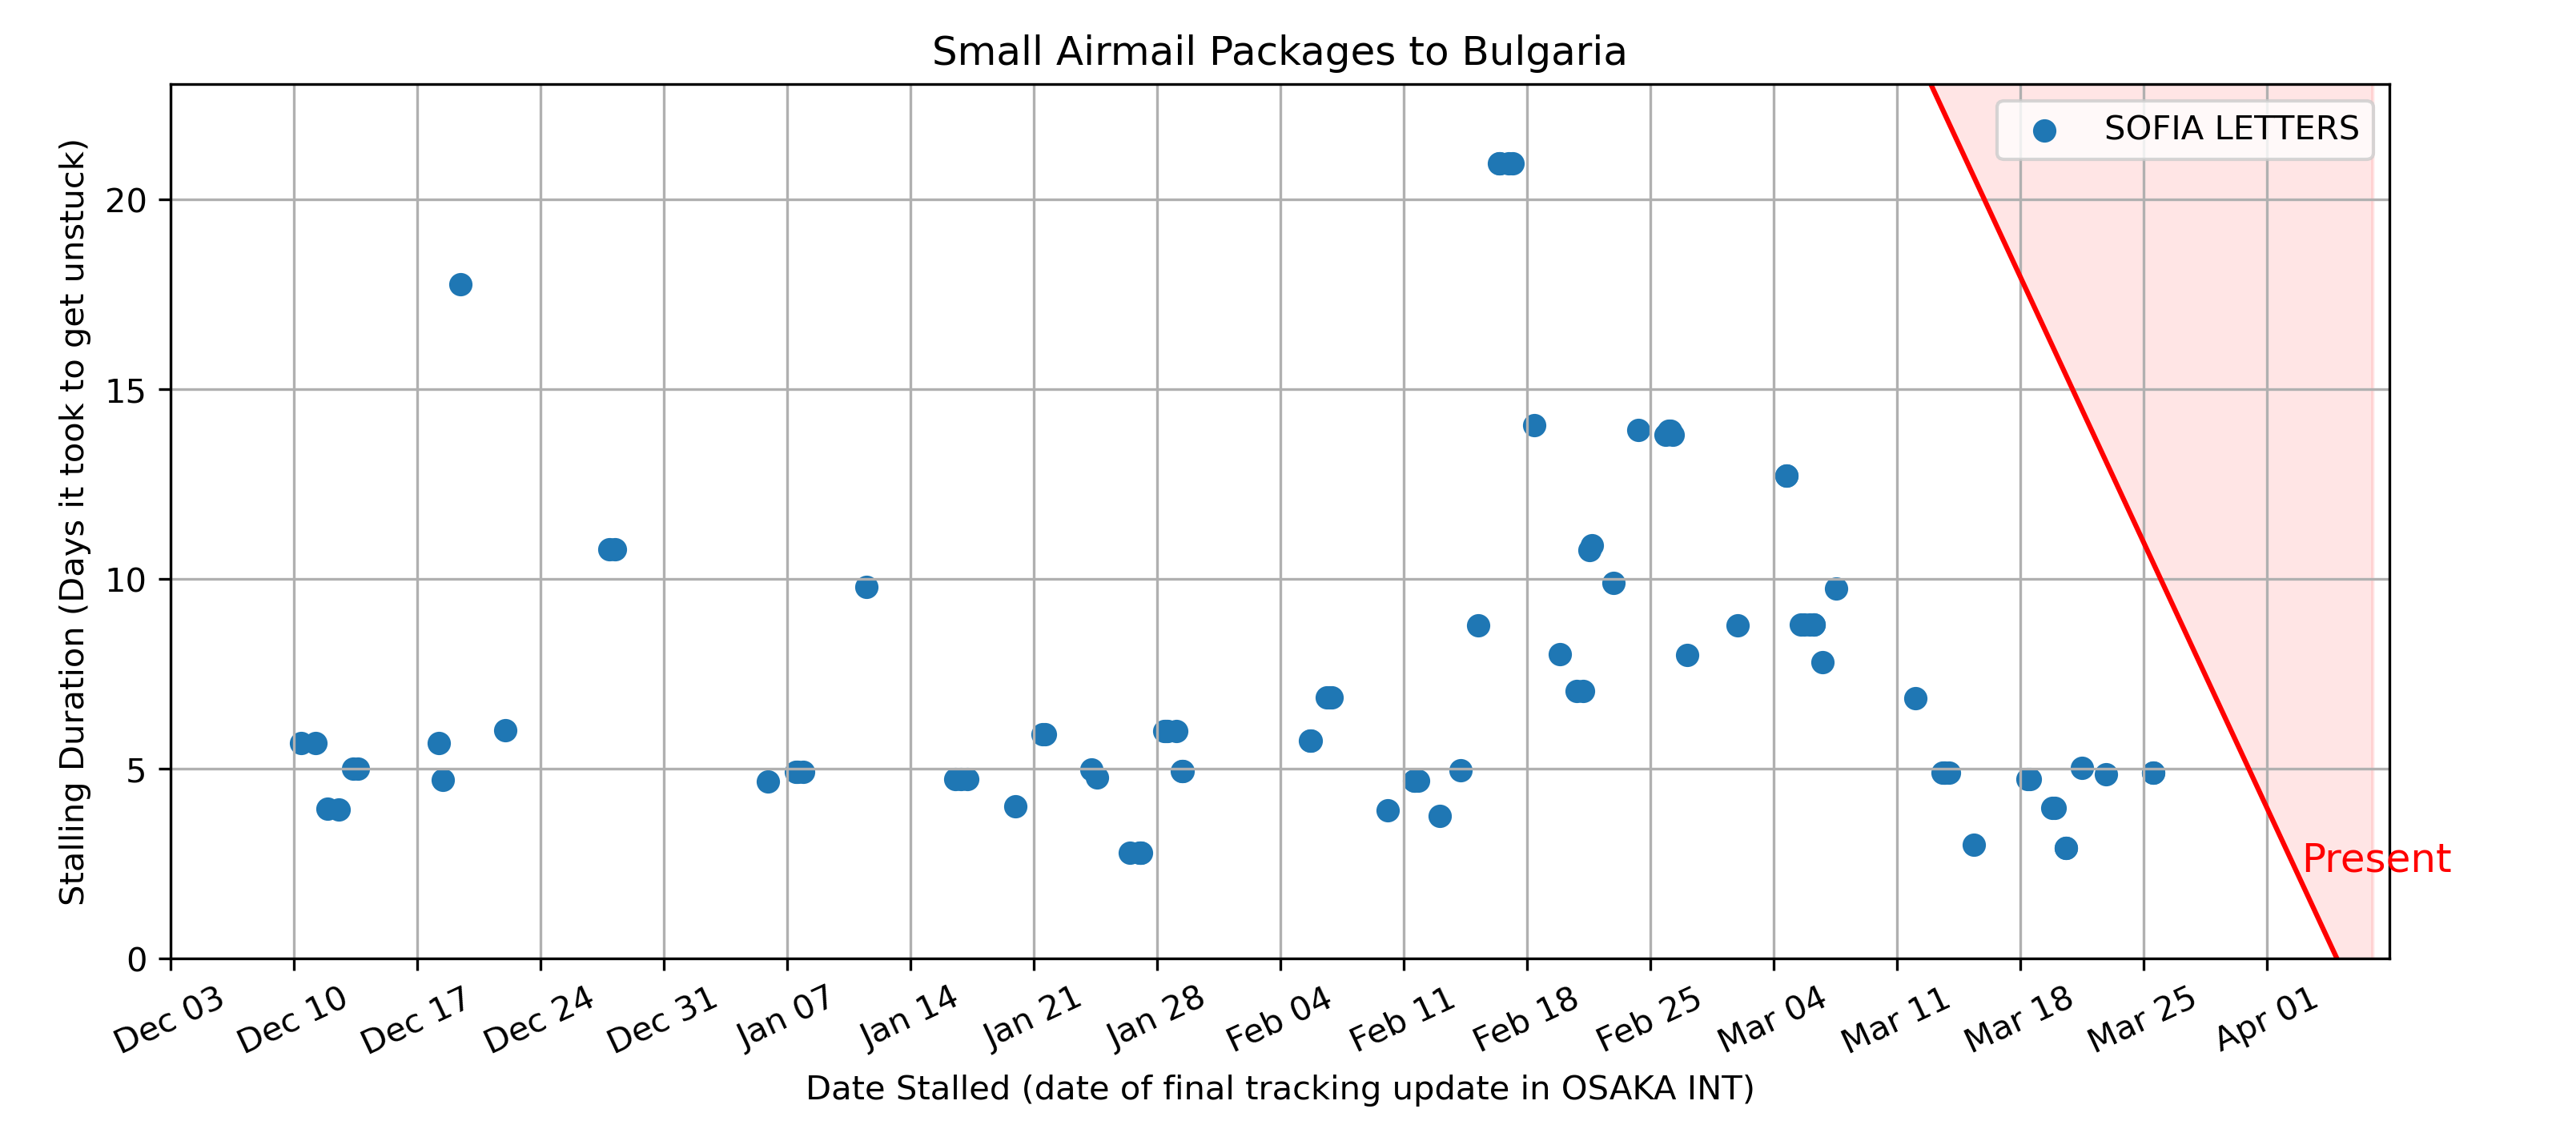 Small Airmail Packages to Bulgaria
SOFIA LETTERS
Stalling Duration (Days it took to get unstuck)
20
15
10
5
0
Present
Dec 03
Dec 10
Dec 17
Dec 24
Dec 31
Jan 07
Jan 14
Jan 21
Jan 28
Feb 04
Feb 11
Feb 18
Feb 25
Mar 04
Mar 11
Mar 18
Mar 25
Apr 01
Date Stalled (date of final tracking update in OSAKA INT)